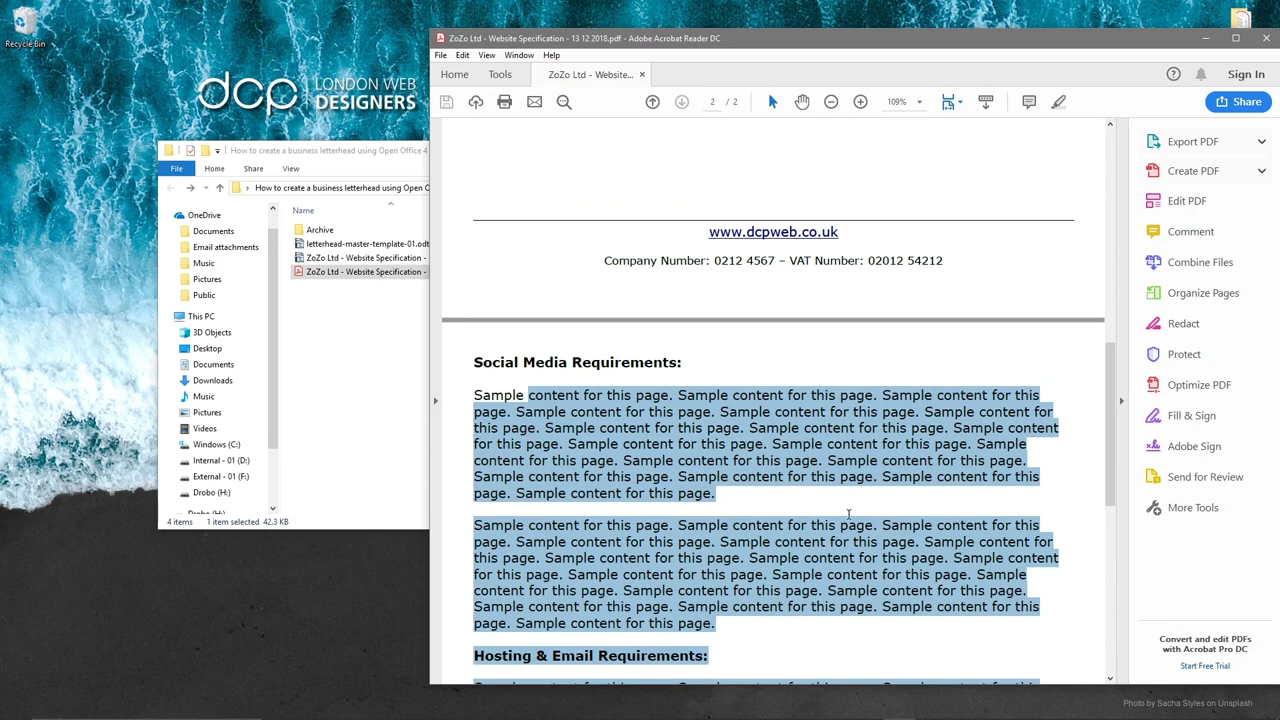 Recycle Bin
dcp LONDON WEB DESIGNERS
How to create a business letterhead using Open Office 4
File Home Share View
How to create a business letterhead using Open O
OneDrive
Documents
Email attachments
Music
Pictures
Public
This PC
3D Objects
Desktop
Documents
Downloads
Music
Pictures
Videos
Windows (C:)
Internal - 01 (D:)
External - 01 (F:)
Drobo (H:)
Drobo (H:)
Name
Archive
letterhead-master-template-01.odt
ZoZo Ltd - Website Specification -
ZoZo Ltd - Website Specification -
4 items 1 item selected 42.3 KB
ZoZo Ltd - Website Specification - 13 12 2018.pdf - Adobe Acrobat Reader DC
File Edit View Window Help
Home Tools ZoZo Ltd - Website... × Sign In
2 / 2 109% Share
www.dcpweb.co.uk
Company Number: 0212 4567 – VAT Number: 02012 54212
Social Media Requirements:
Sample content for this page. Sample content for this page. Sample content for this
page. Sample content for this page. Sample content for this page. Sample content for
this page. Sample content for this page. Sample content for this page. Sample content
for this page. Sample content for this page. Sample content for this page. Sample
content for this page. Sample content for this page. Sample content for this page.
Sample content for this page. Sample content for this page. Sample content for this
page. Sample content for this page.
Sample content for this page. Sample content for this page. Sample content for this
page. Sample content for this page. Sample content for this page. Sample content for
this page. Sample content for this page. Sample content for this page. Sample content
for this page. Sample content for this page. Sample content for this page. Sample
content for this page. Sample content for this page. Sample content for this page.
Sample content for this page. Sample content for this page. Sample content for this
page. Sample content for this page.
Hosting & Email Requirements:
Export PDF
Create PDF
Edit PDF
Comment
Combine Files
Organize Pages
Redact
Protect
Optimize PDF
Fill & Sign
Adobe Sign
Send for Review
More Tools
Convert and edit PDFs
with Acrobat Pro DC
Start Free Trial
Photo by Sacha Styles on Unsplash